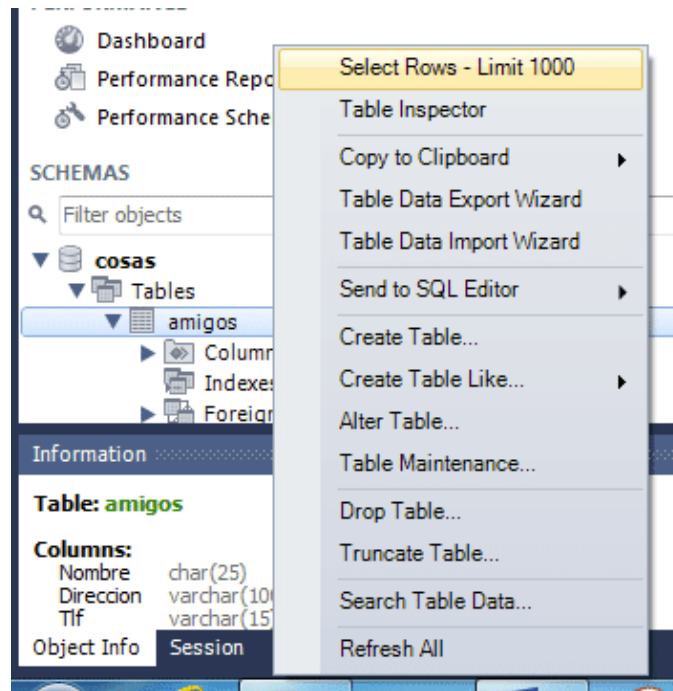 Dashboard
Performance Repo
Performance Sche
SCHEMAS
Filter objects
cosas
Tables
amigos
Column
Indexes
Foreign
Information
Table: amigos
Columns:
Nombre char(25)
Direccion varchar(100
Tlf varchar(15)
Object Info Session
Select Rows - Limit 1000
Table Inspector
Copy to Clipboard
Table Data Export Wizard
Table Data Import Wizard
Send to SQL Editor
Create Table...
Create Table Like...
Alter Table...
Table Maintenance...
Drop Table...
Truncate Table...
Search Table Data...
Refresh All